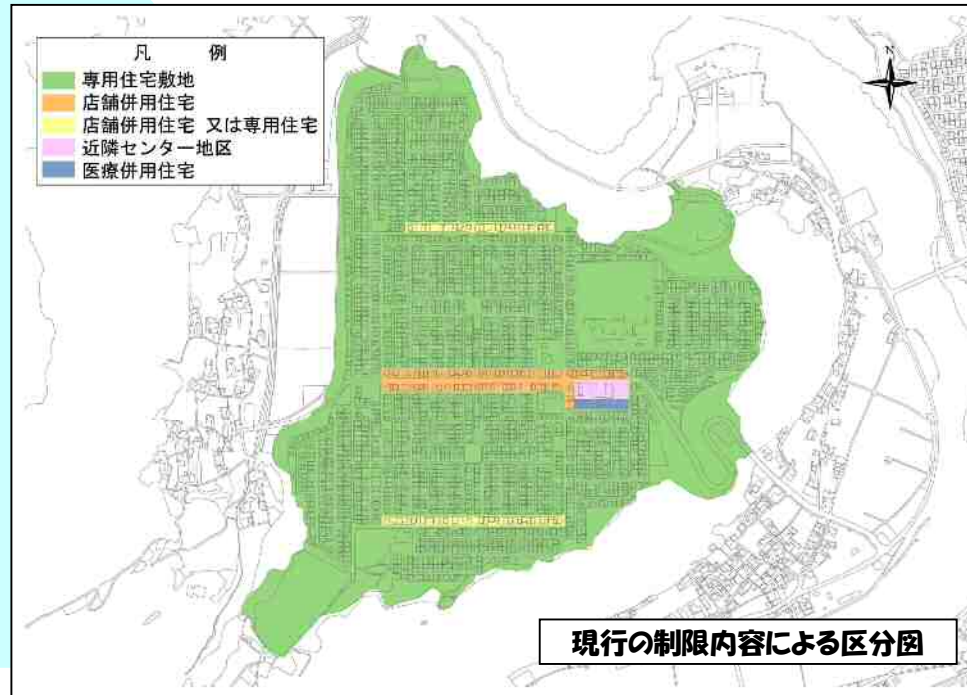 凡 例
専用住宅敷地
店舗併用住宅
店舗併用住宅 又は専用住宅
近隣センター地区
医療併用住宅
N
現行の制限内容による区分図